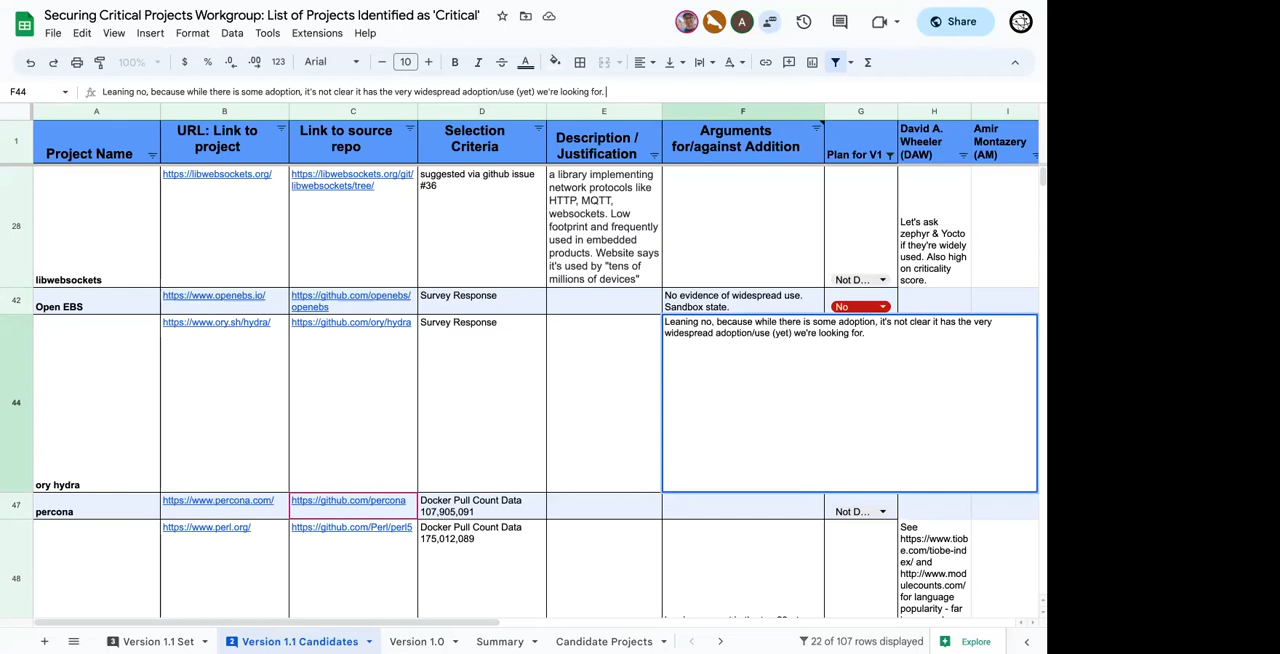 Securing Critical Projects Workgroup: List of Projects Identified as 'Critical'
File Edit View Insert Format Data Tools Extensions Help
A
Share
100% $ % .0 .00 123 Arial 10 B I A
F44
Leaning no, because while there is some adoption, it's not clear it has the very widespread adoption/use (yet) we're looking for.
A B C D E F G H I
1
Project Name
URL: Link to
project
Link to source
repo
Selection
Criteria
Description /
Justification
Arguments
for/against Addition
Plan for V1
David A.
Wheeler
(DAW)
Amir
Montazery
(AM)
28
libwebsockets
https://libwebsockets.org/
https://libwebsockets.org/git/
libwebsockets/tree/
suggested via github issue
#36
a library implementing
network protocols like
HTTP, MQTT,
websockets. Low
footprint and frequently
used in embedded
products. Website says
it's used by "tens of
millions of devices"
Not D...
Let's ask
zephyr & Yocto
if they're widely
used. Also high
on criticality
score.
42
Open EBS
https://www.openebs.io/
https://github.com/openebs/
openebs
Survey Response
No evidence of widespread use.
Sandbox state.
No
44
ory hydra
https://www.ory.sh/hydra/
https://github.com/ory/hydra
Survey Response
Leaning no, because while there is some adoption, it's not clear it has the very
widespread adoption/use (yet) we're looking for.
47
percona
https://www.percona.com/
https://github.com/percona
Docker Pull Count Data
107,905,091
Not D...
48
https://www.perl.org/
https://github.com/Perl/perl5
Docker Pull Count Data
175,012,089
See
https://www.tiob
e.com/tiobe-ind
ex/ and
http://www.mod
ulecounts.com/
for language
popularity - far
3 Version 1.1 Set
2 Version 1.1 Candidates
Version 1.0
Summary
Candidate Projects
22 of 107 rows displayed
Explore